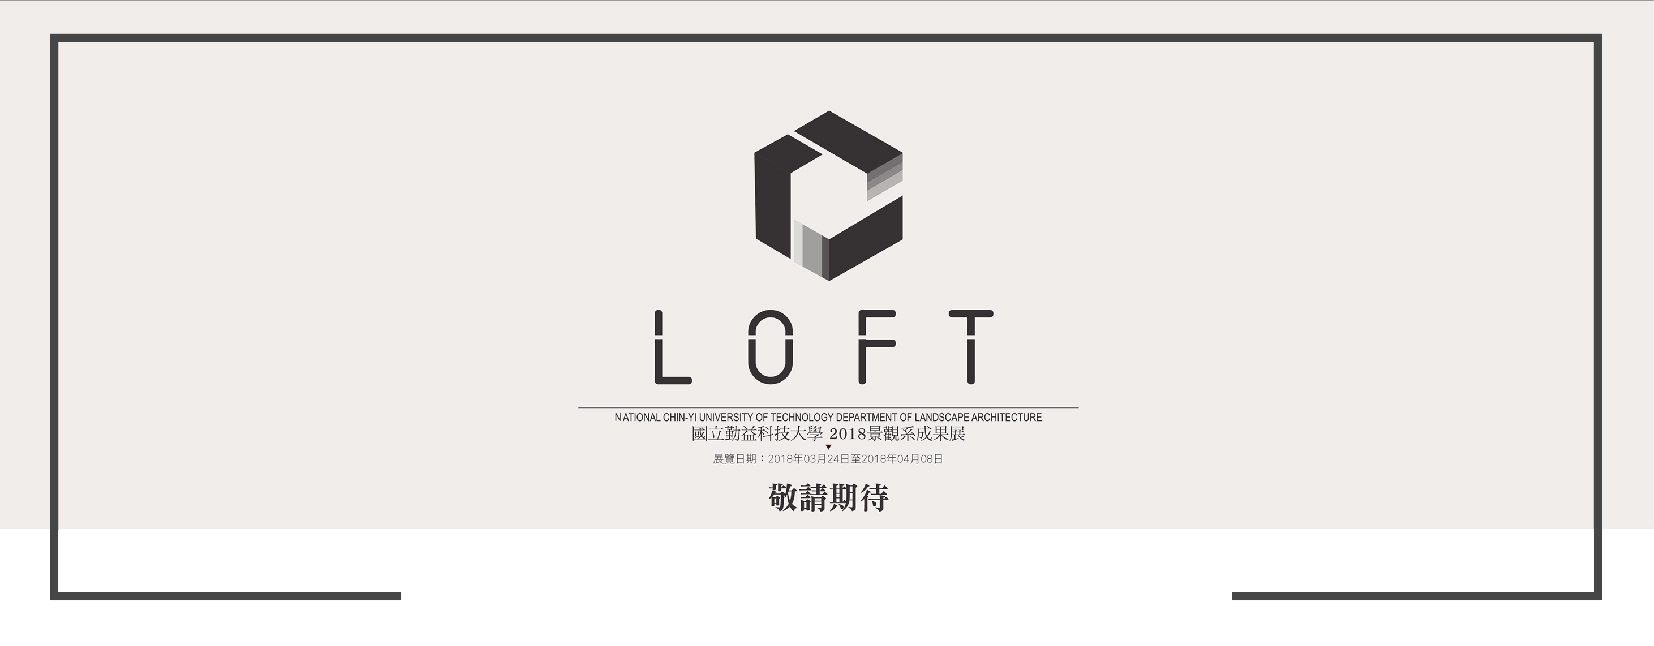 LOFT
NATIONAL CHIN-YI UNIVERSITY OF TECHNOLOGY DEPARTMENT OF LANDSCAPE ARCHITECTURE
國立勤益科技大學 2018景觀系成果展
展覽日期：2018年03月24日至2018年04月08日
敬請期待